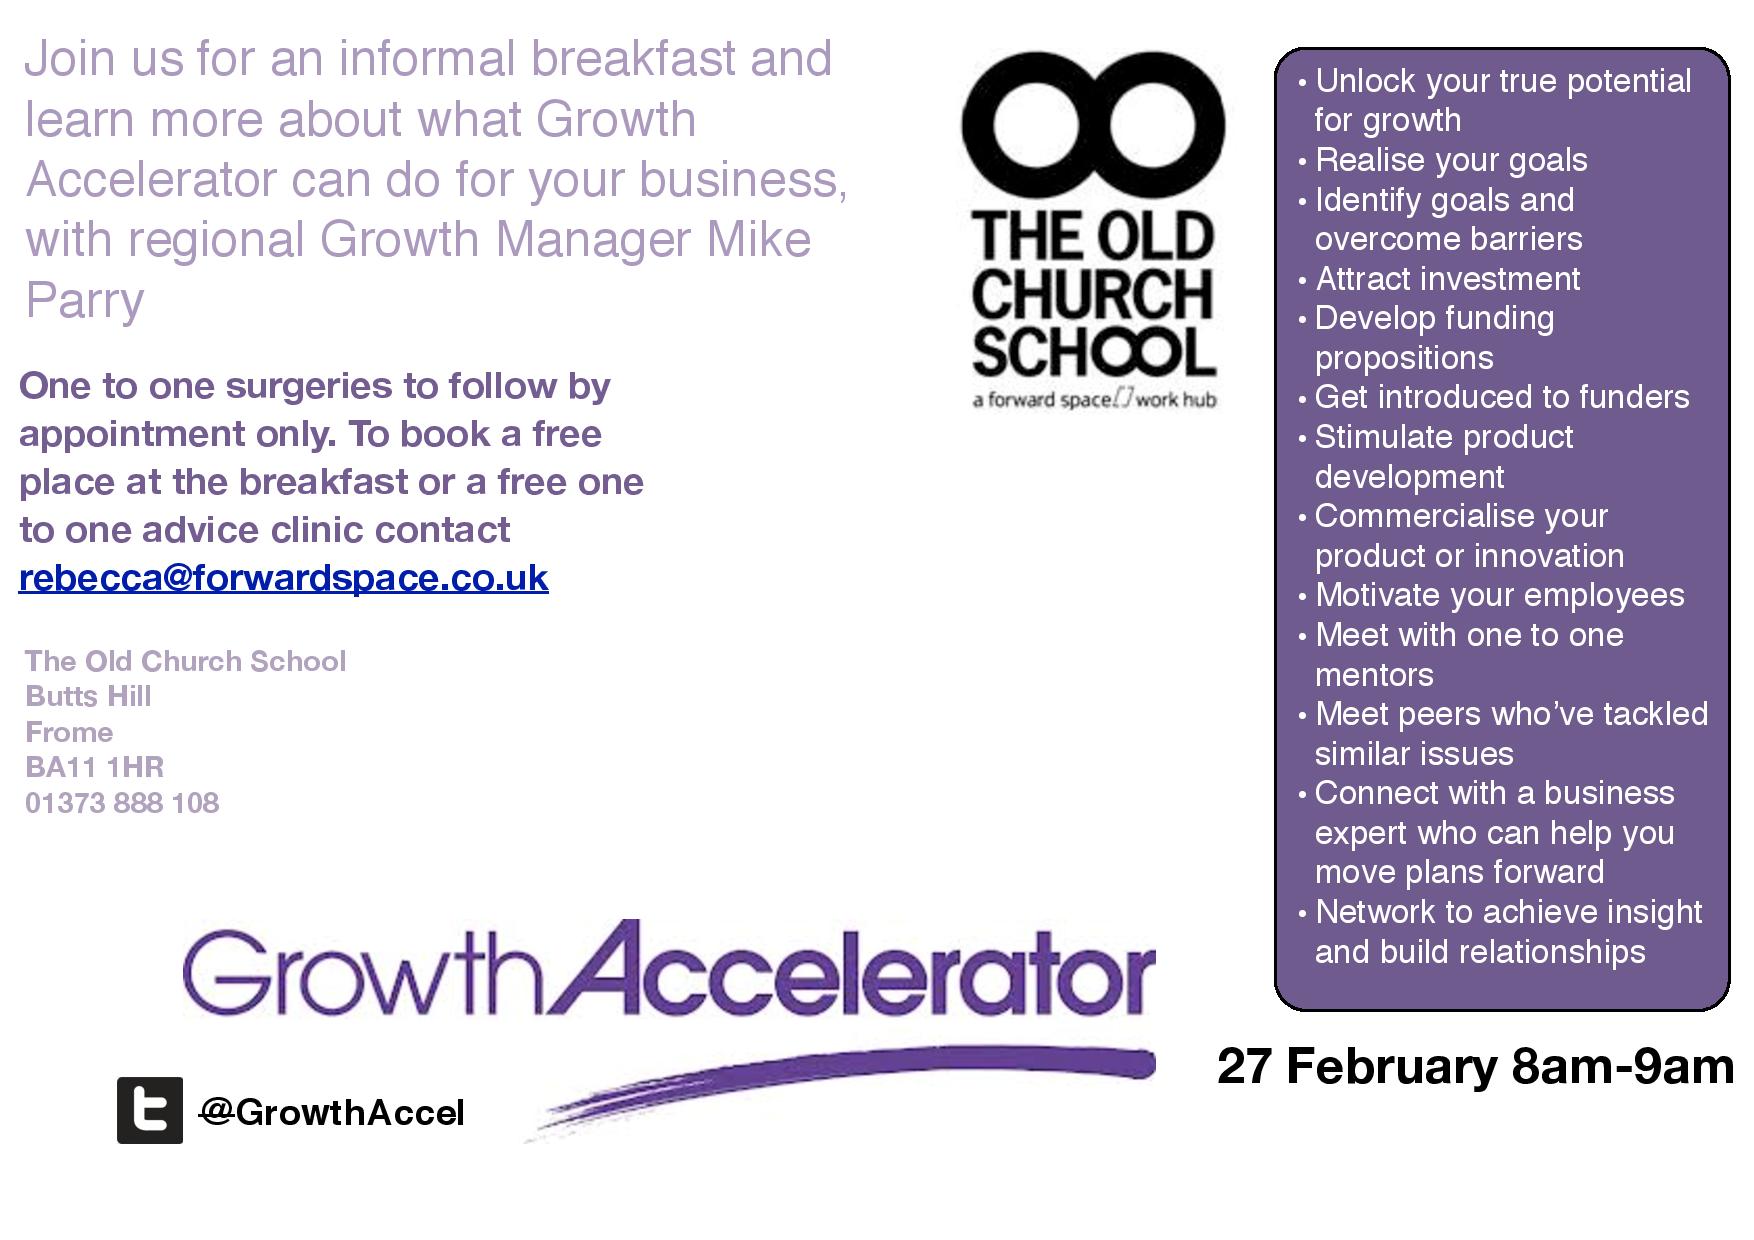 Join us for an informal breakfast and
learn more about what Growth
Accelerator can do for your business,
with regional Growth Manager Mike
Parry
One to one surgeries to follow by
appointment only. To book a free
place at the breakfast or a free one
to one advice clinic contact
rebecca@forwardspace.co.uk
The Old Church School
Butts Hill
Frome
BA11 1HR
01373 888 108
THE OLD
CHURCH
SCHOOL
a forward space work hub
• Unlock your true potential
for growth
• Realise your goals
• Identify goals and
overcome barriers
• Attract investment
• Develop funding
propositions
• Get introduced to funders
• Stimulate product
development
• Commercialise your
product or innovation
• Motivate your employees
• Meet with one to one
mentors
• Meet peers who’ve tackled
similar issues
• Connect with a business
expert who can help you
move plans forward
• Network to achieve insight
and build relationships
GrowthAccelerator
27 February 8am-9am
@GrowthAccel